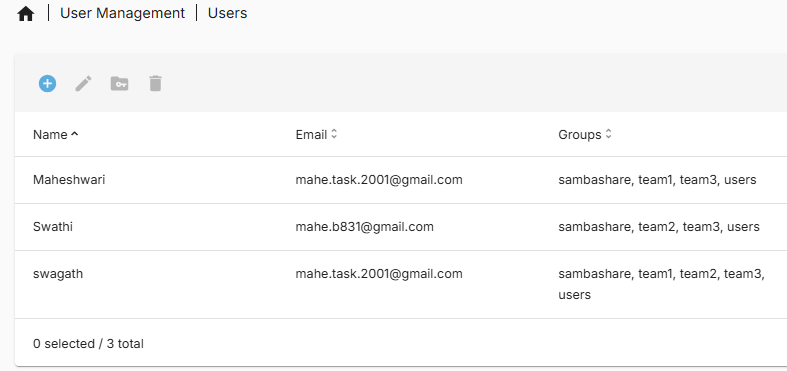 User Management | Users
Name Email Groups
Maheshwari mahe.task.2001@gmail.com sambashare, team1, team3, users
Swathi mahe.b831@gmail.com sambashare, team2, team3, users
swagath mahe.task.2001@gmail.com sambashare, team1, team2, team3,
users
0 selected / 3 total